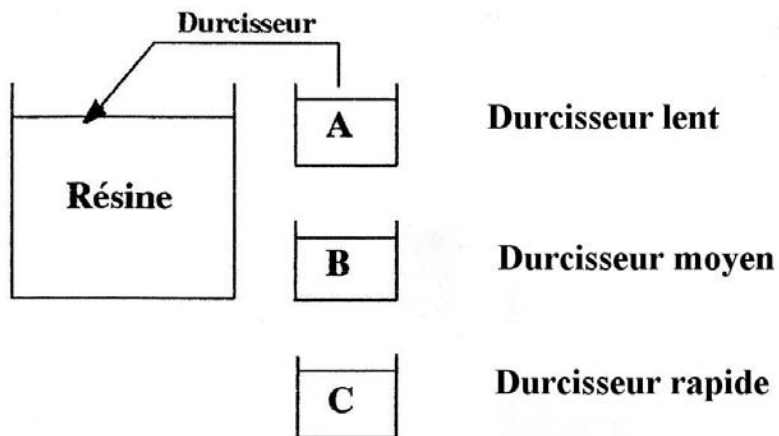 Durcisseur
A
Durcisseur lent
Résine
B
Durcisseur moyen
C
Durcisseur rapide